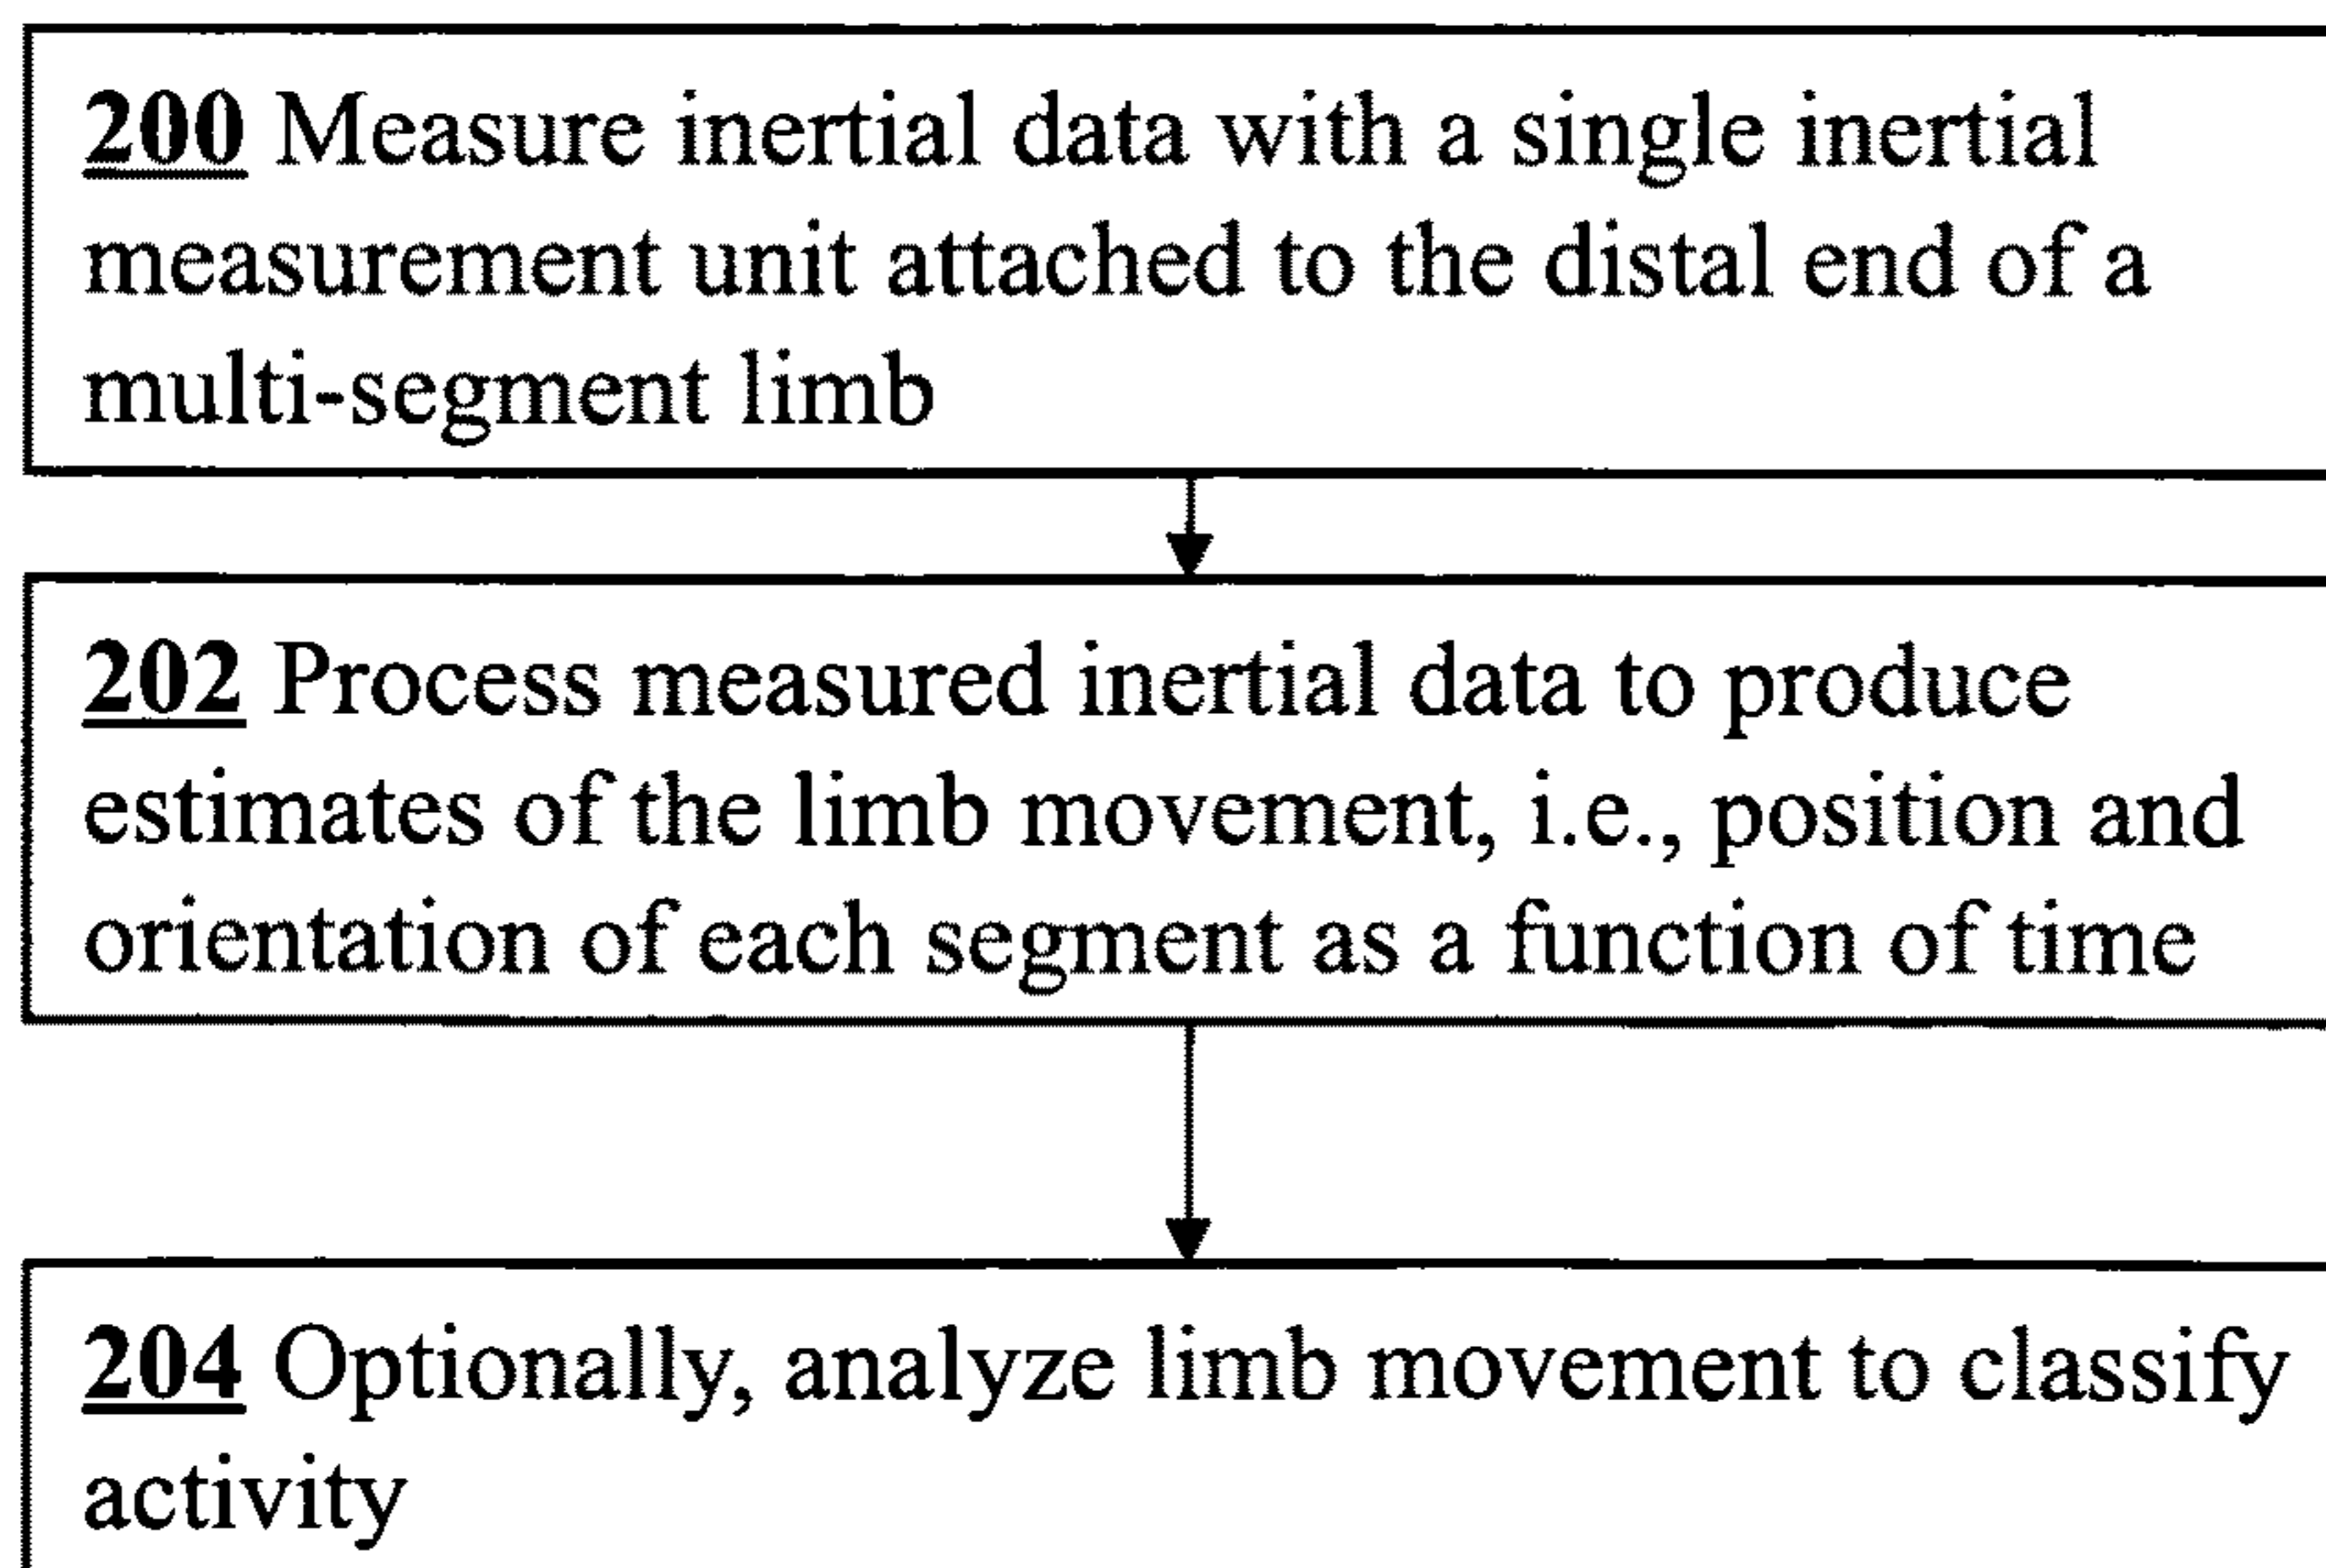 200 Measure inertial data with a single inertial
measurement unit attached to the distal end of a
multi-segment limb
202 Process measured inertial data to produce
estimates of the limb movement, i.e., position and
orientation of each segment as a function of time
204 Optionally, analyze limb movement to classify
activity